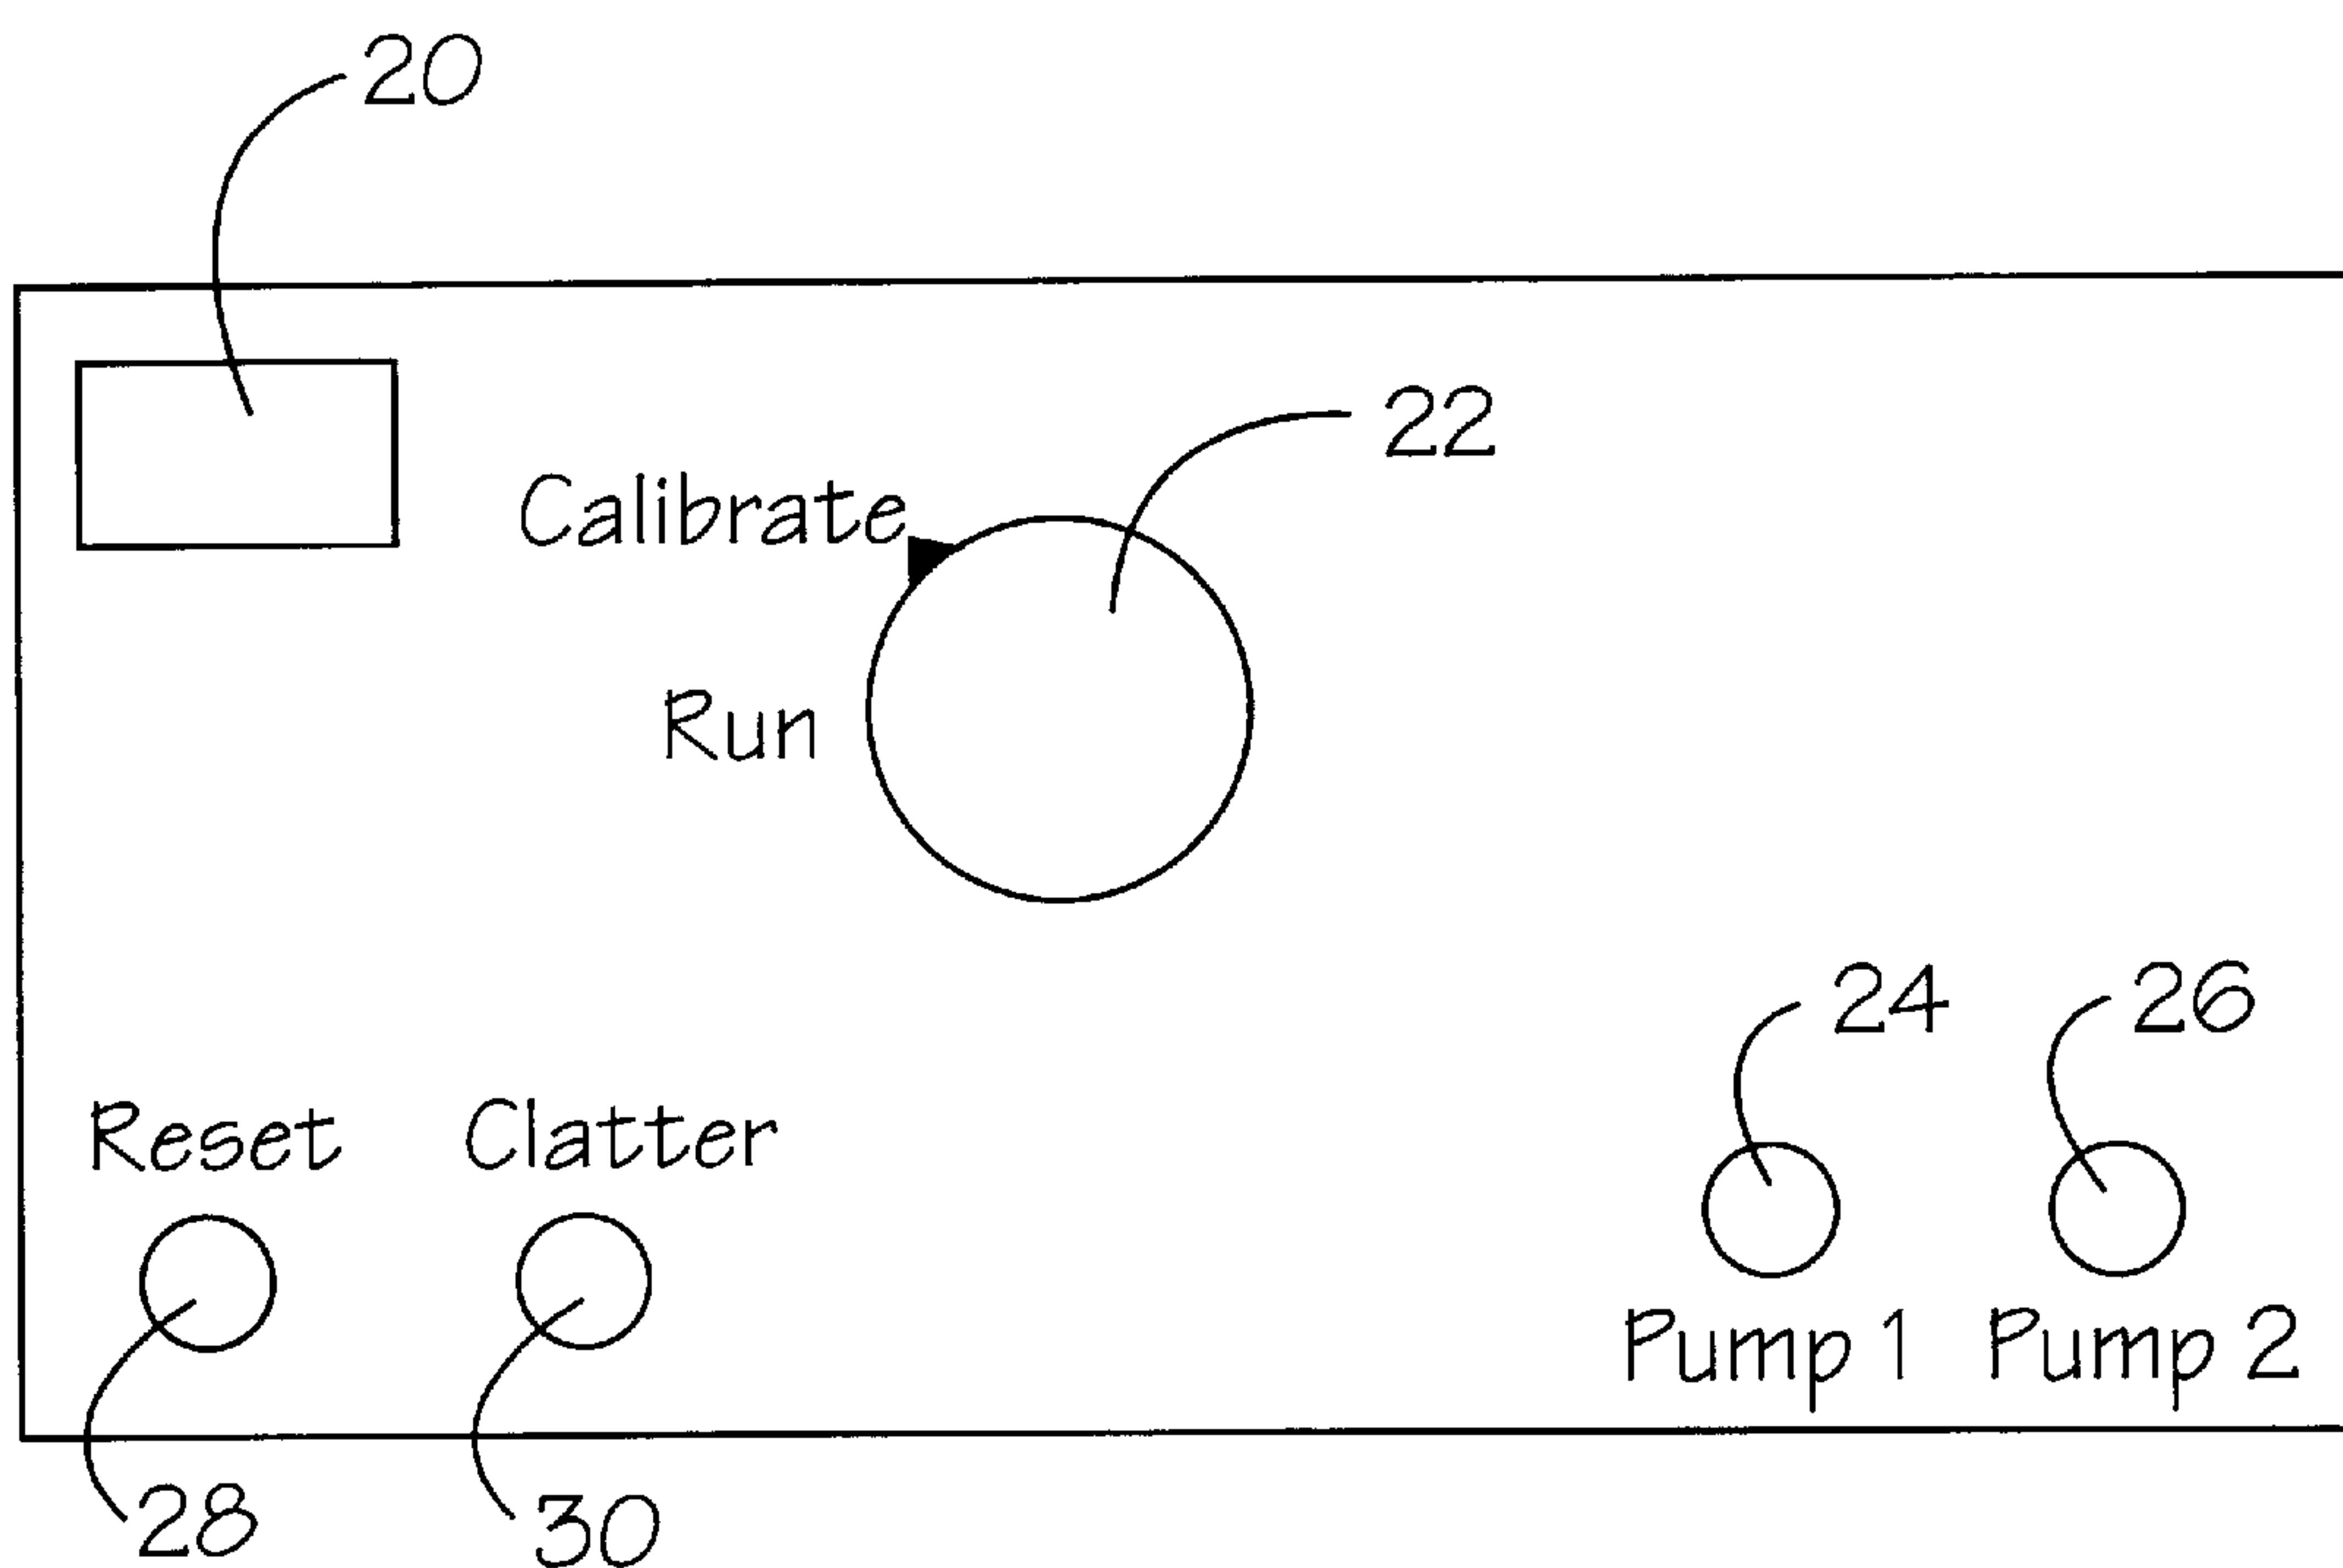 20
22
Calibrate
Run
24 26
Reset Clatter
Pump 1 Pump 2
28 30